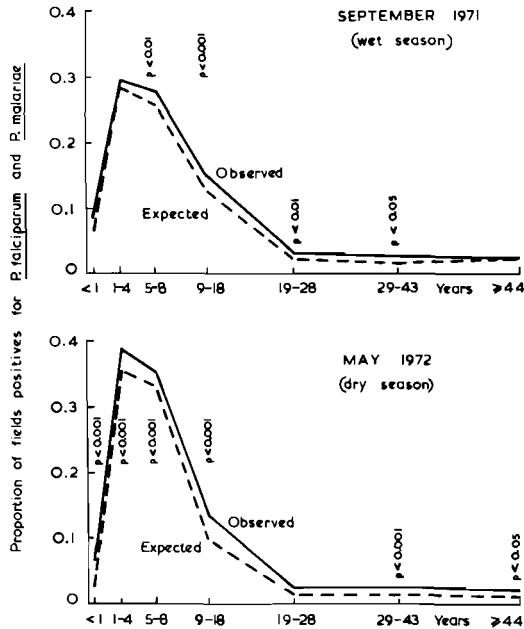 Proportion of fields positives for P. falciparum and P. malariae
SEPTEMBER 1971
(wet season)
0.4
0.3
0.2
0.1
0
p<0.01
p<0.001
p<0.01
p<0.05
Observed
Expected
<1 1-4 5-8 9-18 19-28 29-43 Years ⩾44
MAY 1972
(dry season)
0.4
0.3
0.2
0.1
0
p<0.001
p<0.001
p<0.001
p<0.001
p<0.001
p<0.05
Observed
Expected
<1 1-4 5-8 9-18 19-28 29-43 Years ⩾44